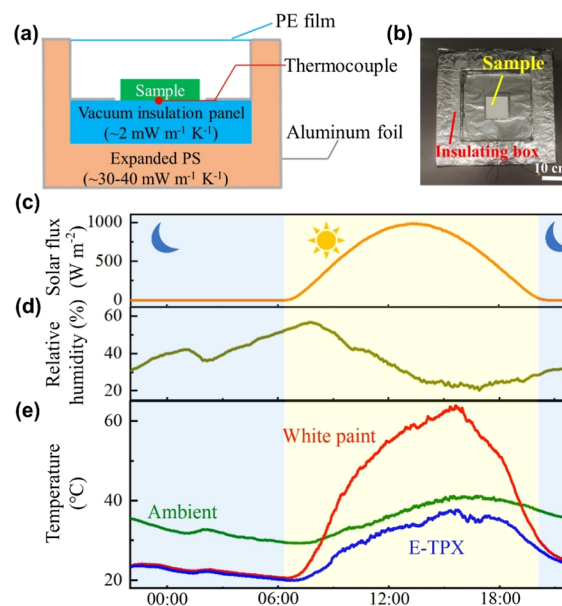 (a)
PE film
Sample
Thermocouple
Vacuum insulation panel
(~2 mW m⁻¹ K⁻¹)
Aluminum foil
Expanded PS
(~30-40 mW m⁻¹ K⁻¹)
(b)
Sample
Insulating box
10 cm
(c)
Solar flux
(W m⁻²)
1000
500
0
(d)
Relative
humidity (%)
60
40
20
(e)
Temperature
(°C)
60
40
20
White paint
Ambient
E-TPX
00:00
06:00
12:00
18:00